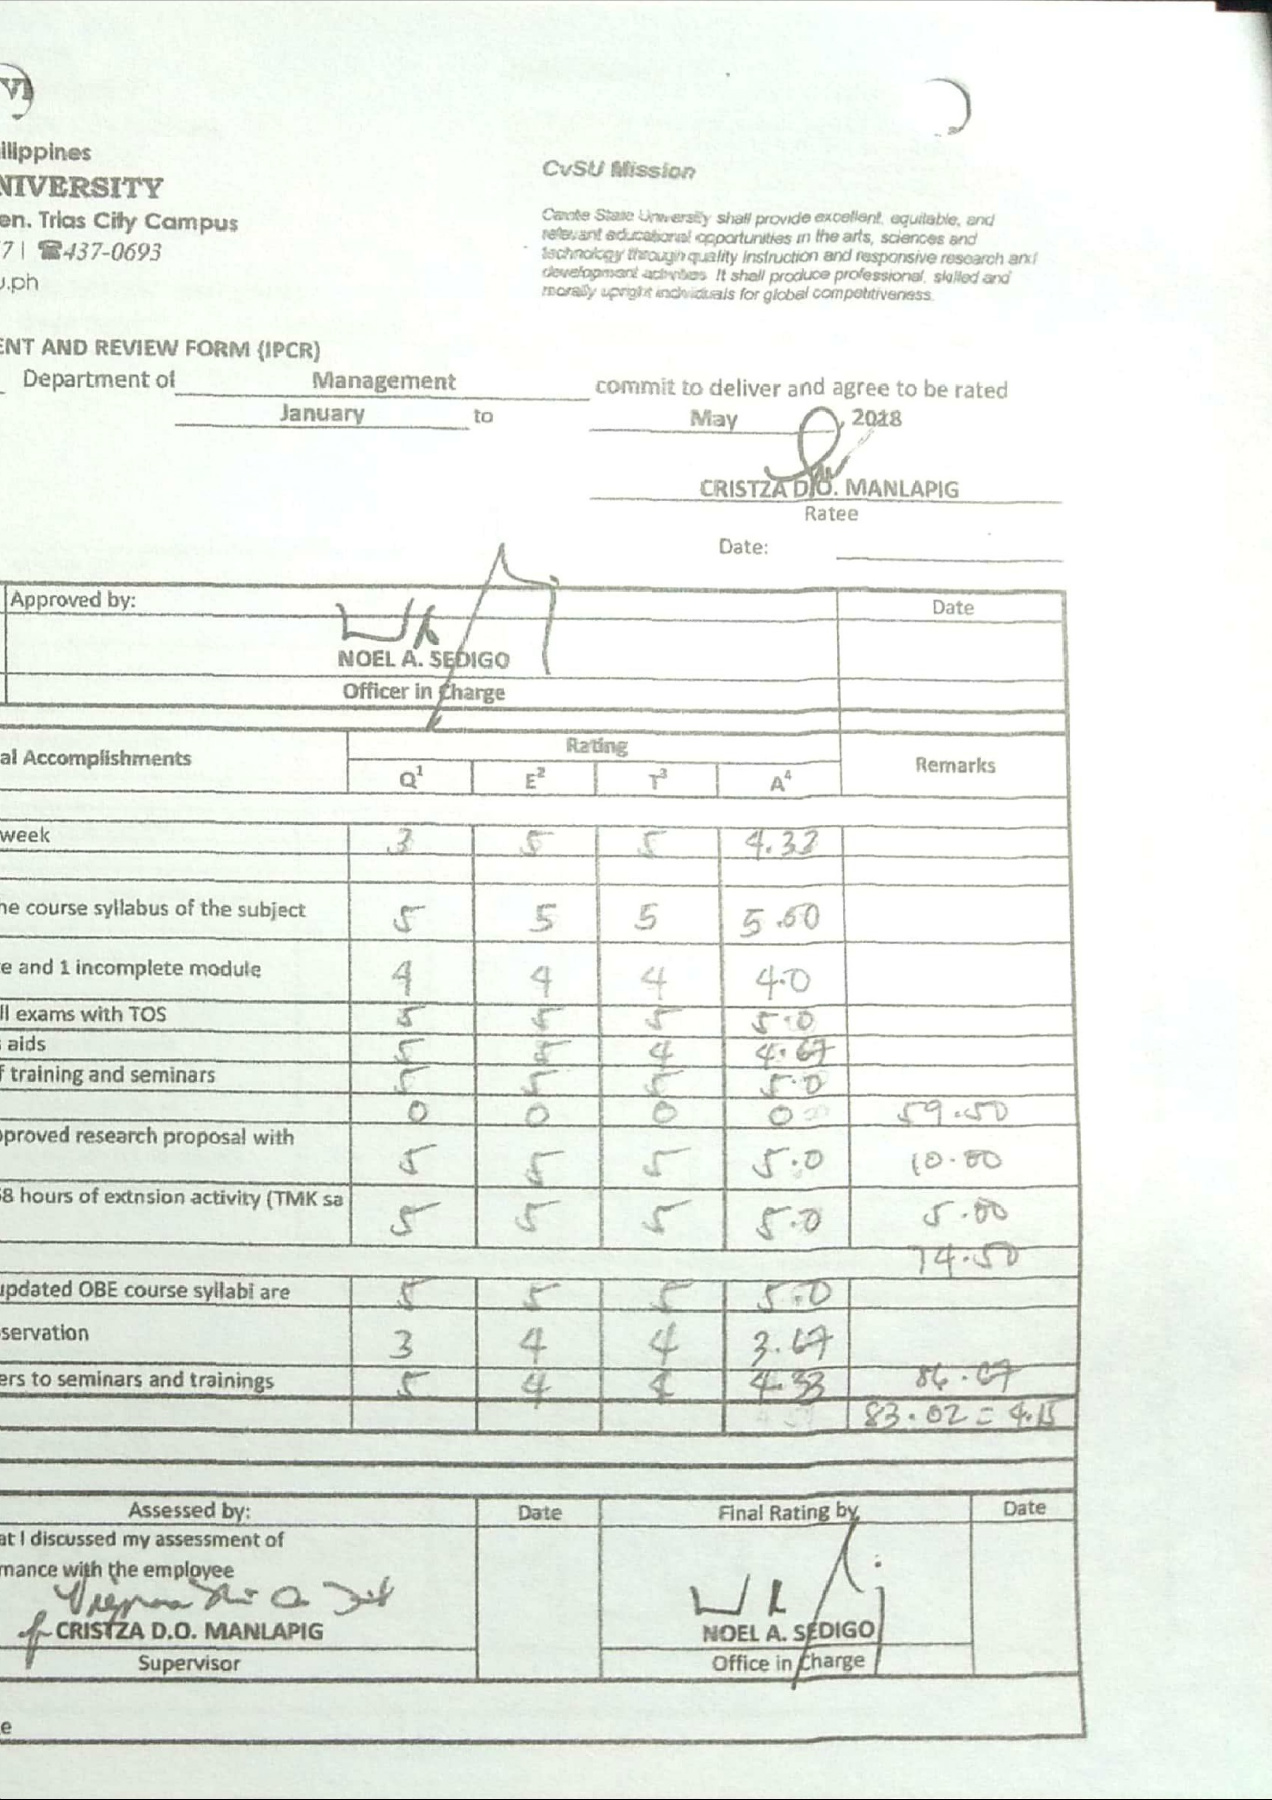 VI
ilippines
NIVERSITY
en. Trias City Campus
7 | ☎437-0693
u.ph
CvSU Mission
Cavite State University shall provide excellent, equitable, and
relevant educational opportunities in the arts, sciences and
technology through quality instruction and responsive research and
development activities. It shall produce professional, skilled and
morally upright individuals for global competitiveness.
ENT AND REVIEW FORM (IPCR)
Department of Management commit to deliver and agree to be rated
January to May , 2018
CRISTZA D.O. MANLAPIG
Ratee
Date:
Approved by: Date
NOEL A. SEDIGO
Officer in Charge
al Accomplishments Rating Remarks
Q¹ E² T³ A⁴
week 3 5 5 4.33
he course syllabus of the subject 5 5 5 5.00
e and 1 incomplete module 4 4 4 4.0
ll exams with TOS 5 5 5 5.0
aids 5 5 4 4.67
f training and seminars 5 5 5 5.0
0 0 0 0 59.50
pproved research proposal with 5 5 5 5.0 10.00
68 hours of extnsion activity (TMK sa 5 5 5 5.0 5.00
74.50
updated OBE course syllabi are 5 5 5 5.0
servation 3 4 4 3.67
ers to seminars and trainings 5 4 4 4.33 86.67
83.02 = 4.15
Assessed by: Date Final Rating by Date
at I discussed my assessment of
mance with the employee
CRISTZA D.O. MANLAPIG NOEL A. SEDIGO
Supervisor Office in Charge
e